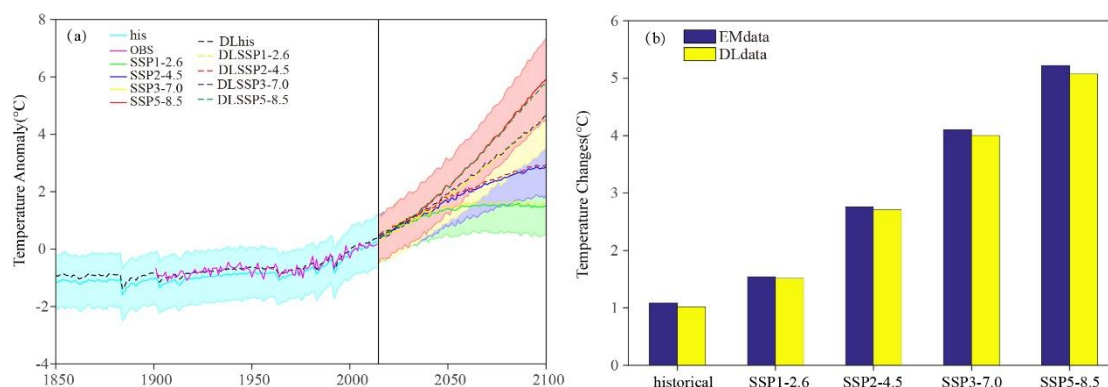 (a)
his
OBS
SSP1-2.6
SSP2-4.5
SSP3-7.0
SSP5-8.5
DLhis
DLSSP1-2.6
DLSSP2-4.5
DLSSP3-7.0
DLSSP5-8.5
Temperature Anomaly(°C)
8
6
4
2
0
-2
-4
1850
1900
1950
2000
2050
2100
(b)
EMdata
DLdata
Temperature Changes(°C)
6
5
4
3
2
1
0
historical
SSP1-2.6
SSP2-4.5
SSP3-7.0
SSP5-8.5